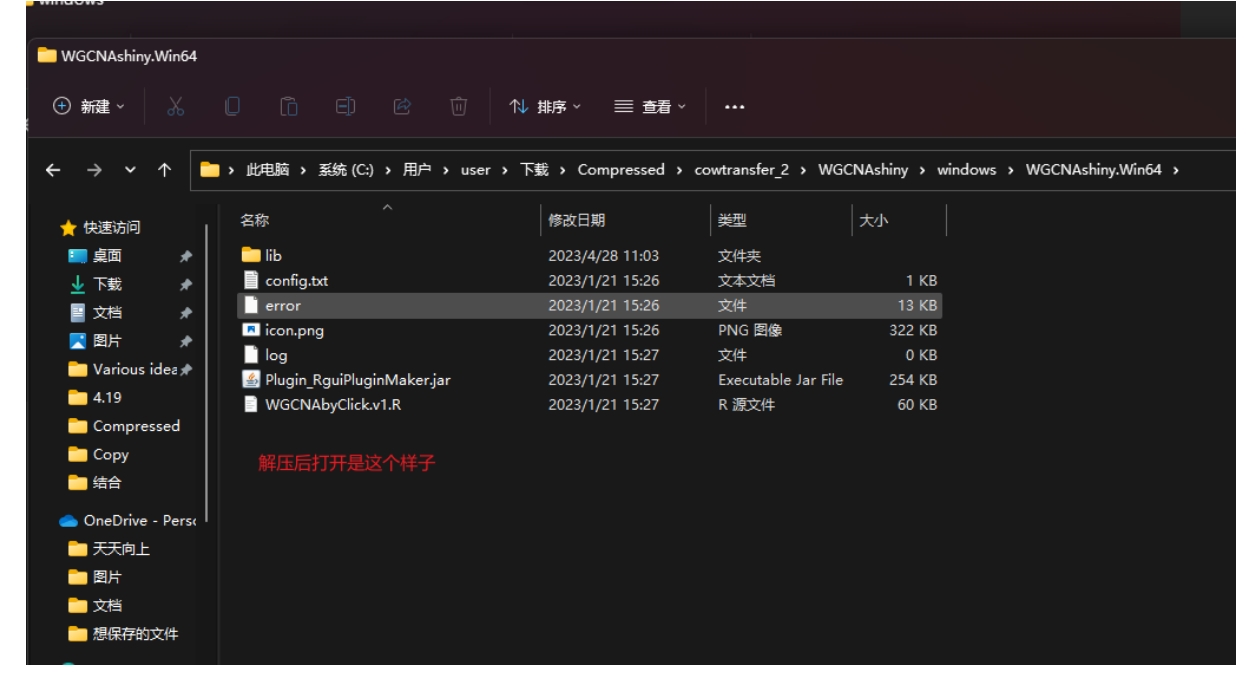 windows
WGCNAshiny.Win64
新建
排序
查看
此电脑 › 系统 (C:) › 用户 › user › 下载 › Compressed › cowtransfer_2 › WGCNAshiny › windows › WGCNAshiny.Win64 ›
名称 修改日期 类型 大小
快速访问
桌面
下载
文档
图片
Various idea
4.19
Compressed
Copy
结合
OneDrive - Perso
天天向上
图片
文档
想保存的文件
lib 2023/4/28 11:03 文件夹
config.txt 2023/1/21 15:26 文本文档 1 KB
error 2023/1/21 15:26 文件 13 KB
icon.png 2023/1/21 15:26 PNG 图像 322 KB
log 2023/1/21 15:27 文件 0 KB
Plugin_RguiPluginMaker.jar 2023/1/21 15:27 Executable Jar File 254 KB
WGCNAbyClick.v1.R 2023/1/21 15:27 R 源文件 60 KB
解压后打开是这个样子